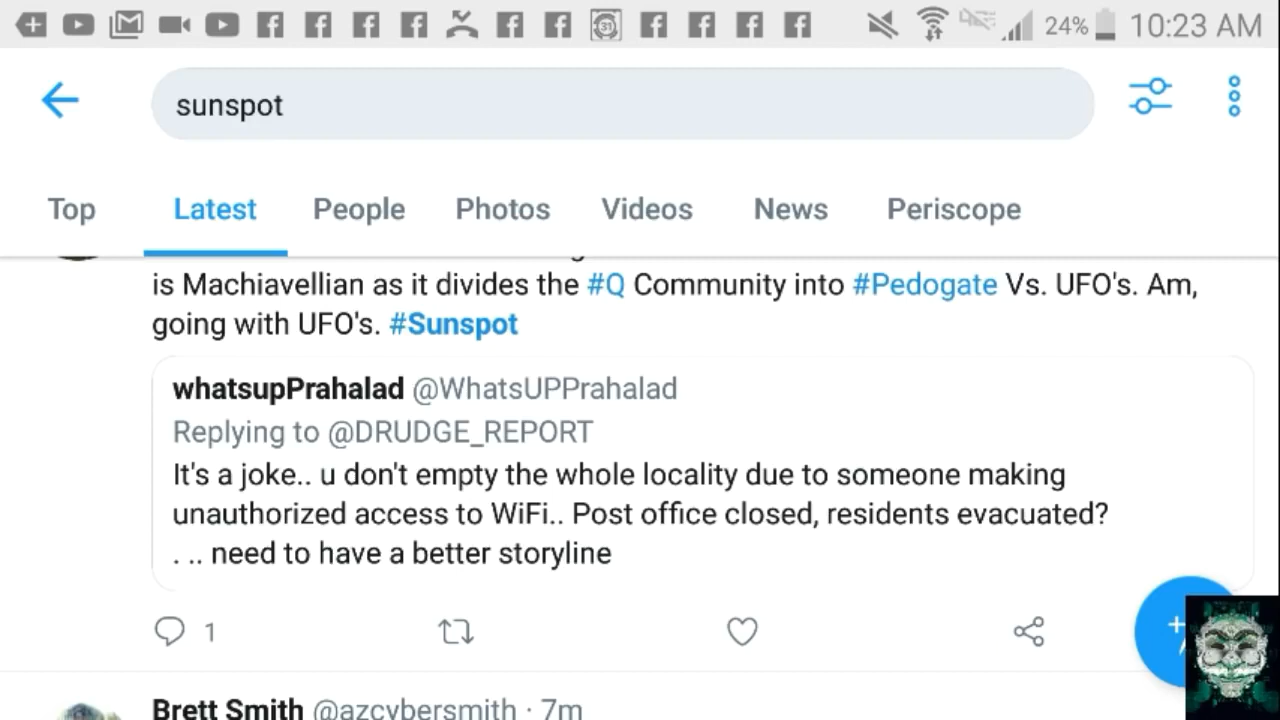 24% 10:23 AM
sunspot
Top Latest People Photos Videos News Periscope
is Machiavellian as it divides the #Q Community into #Pedogate Vs. UFO's. Am,
going with UFO's. #Sunspot
whatsupPrahalad @WhatsUPPrahalad
Replying to @DRUDGE_REPORT
It's a joke.. u don't empty the whole locality due to someone making
unauthorized access to WiFi.. Post office closed, residents evacuated?
. .. need to have a better storyline
1
Brett Smith @azcybersmith · 7m